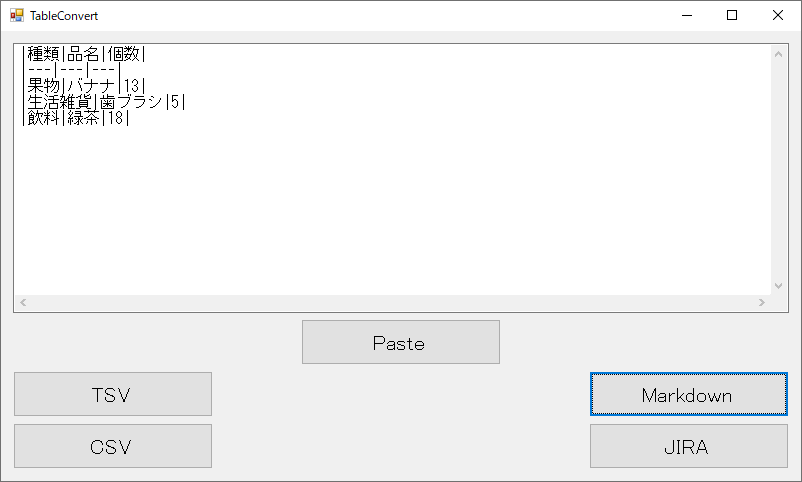 TableConvert
|種類|品名|個数|
|---|---|---|
|果物|バナナ|13|
|生活雑貨|歯ブラシ|5|
|飲料|緑茶|18|
Paste
TSV
Markdown
CSV
JIRA